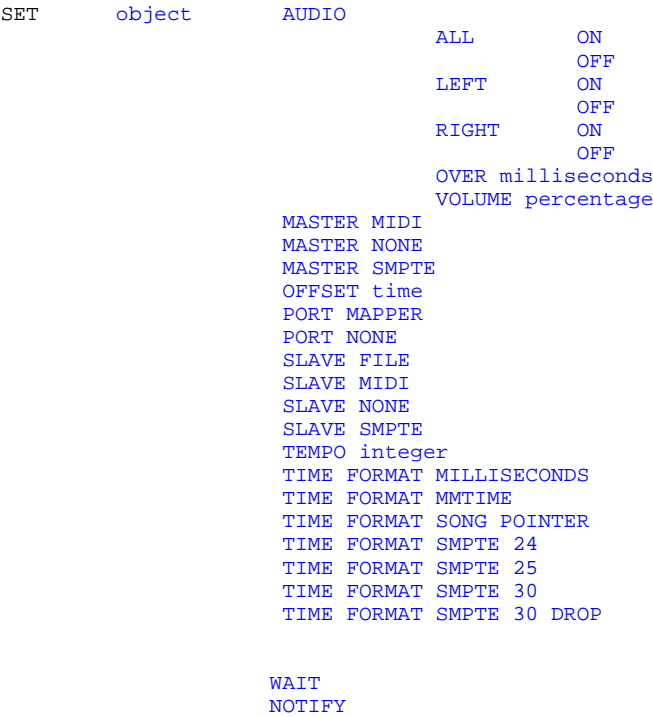 SET object AUDIO
ALL ON
OFF
LEFT ON
OFF
RIGHT ON
OFF
OVER milliseconds
VOLUME percentage
MASTER MIDI
MASTER NONE
MASTER SMPTE
OFFSET time
PORT MAPPER
PORT NONE
SLAVE FILE
SLAVE MIDI
SLAVE NONE
SLAVE SMPTE
TEMPO integer
TIME FORMAT MILLISECONDS
TIME FORMAT MMTIME
TIME FORMAT SONG POINTER
TIME FORMAT SMPTE 24
TIME FORMAT SMPTE 25
TIME FORMAT SMPTE 30
TIME FORMAT SMPTE 30 DROP
WAIT
NOTIFY